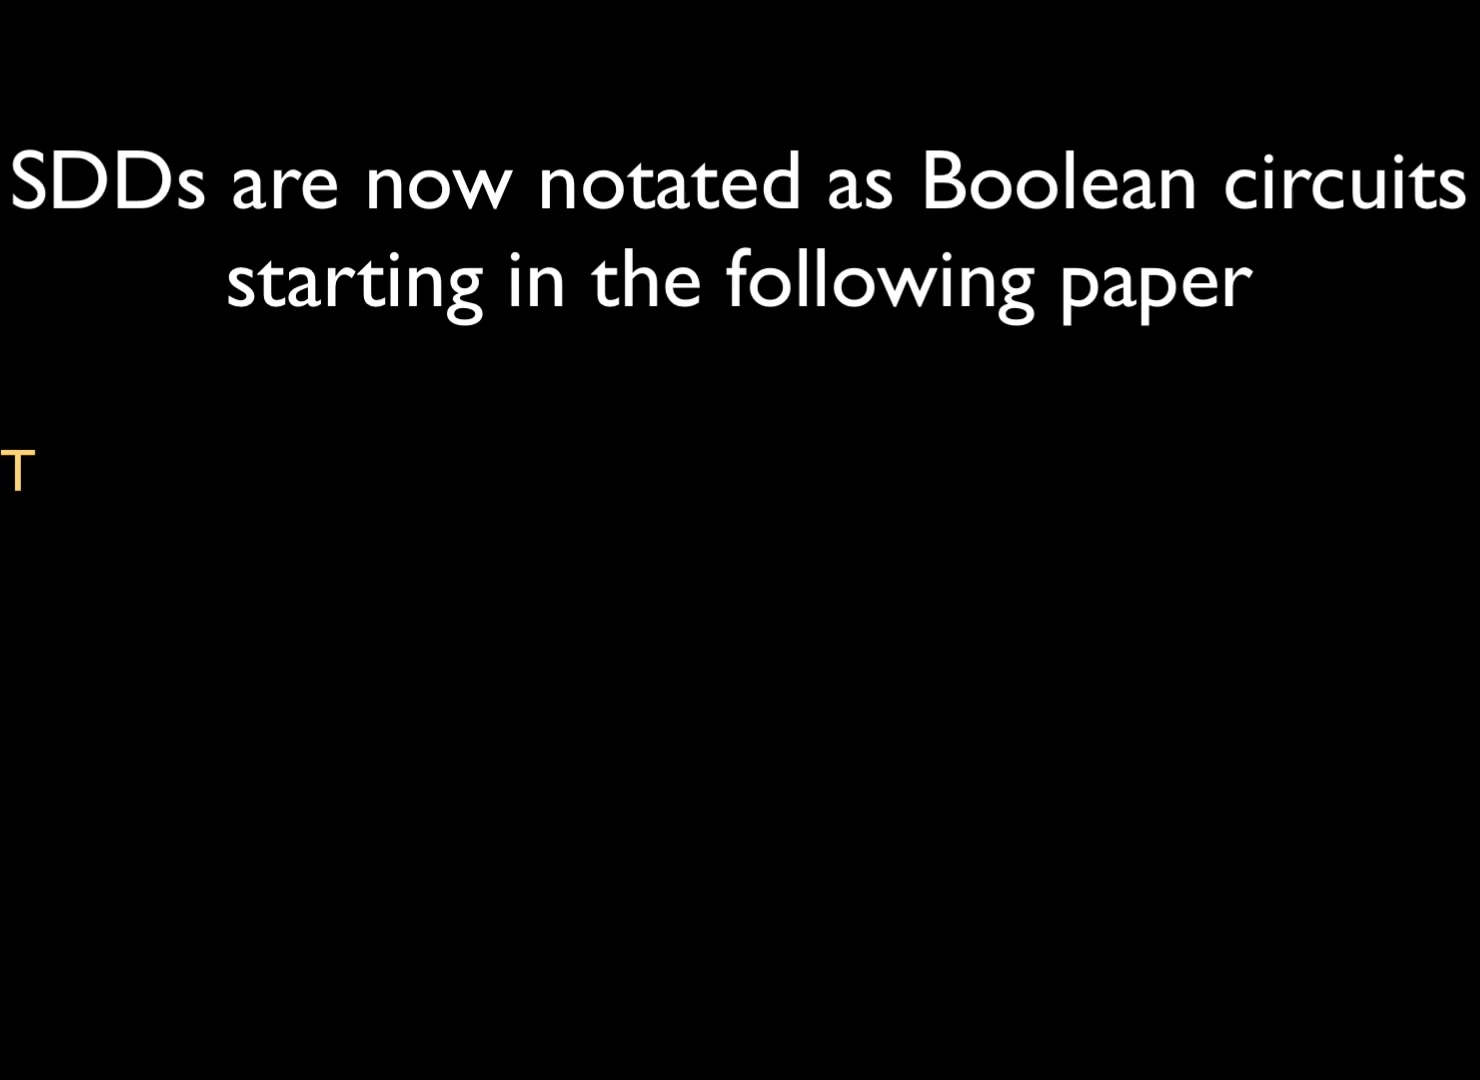 SDDs are now notated as Boolean circuits
starting in the following paper
T